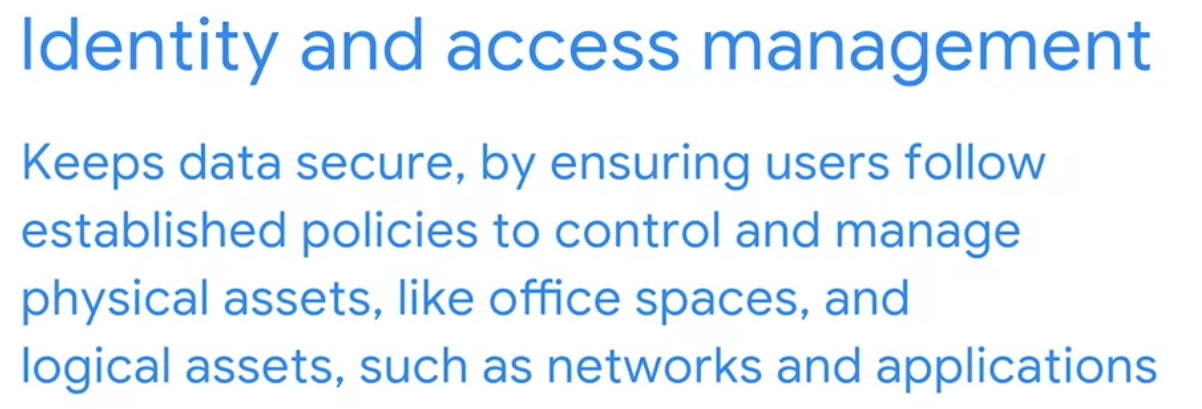 Identity and access management
Keeps data secure, by ensuring users follow
established policies to control and manage
physical assets, like office spaces, and
logical assets, such as networks and applications